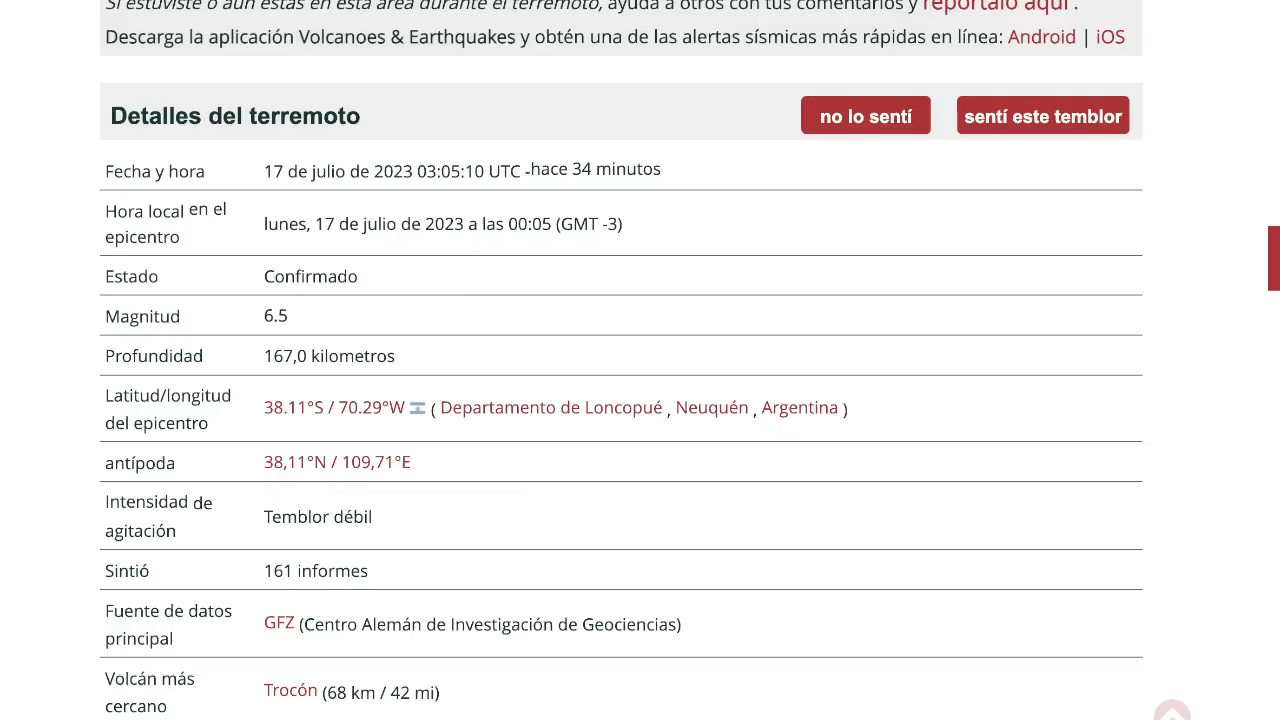 Si estuviste o aún estás en esta área durante el terremoto, ayuda a otros con tus comentarios y repórtalo aquí .
Descarga la aplicación Volcanoes & Earthquakes y obtén una de las alertas sísmicas más rápidas en línea: Android | iOS
Detalles del terremoto
no lo sentí
sentí este temblor
Fecha y hora 17 de julio de 2023 03:05:10 UTC -hace 34 minutos
Hora local en el
epicentro
lunes, 17 de julio de 2023 a las 00:05 (GMT -3)
Estado Confirmado
Magnitud 6.5
Profundidad 167,0 kilometros
Latitud/longitud
del epicentro
38.11°S / 70.29°W ( Departamento de Loncopué , Neuquén , Argentina )
antípoda 38,11°N / 109,71°E
Intensidad de
agitación
Temblor débil
Sintió 161 informes
Fuente de datos
principal
GFZ (Centro Alemán de Investigación de Geociencias)
Volcán más
cercano
Trocón (68 km / 42 mi)